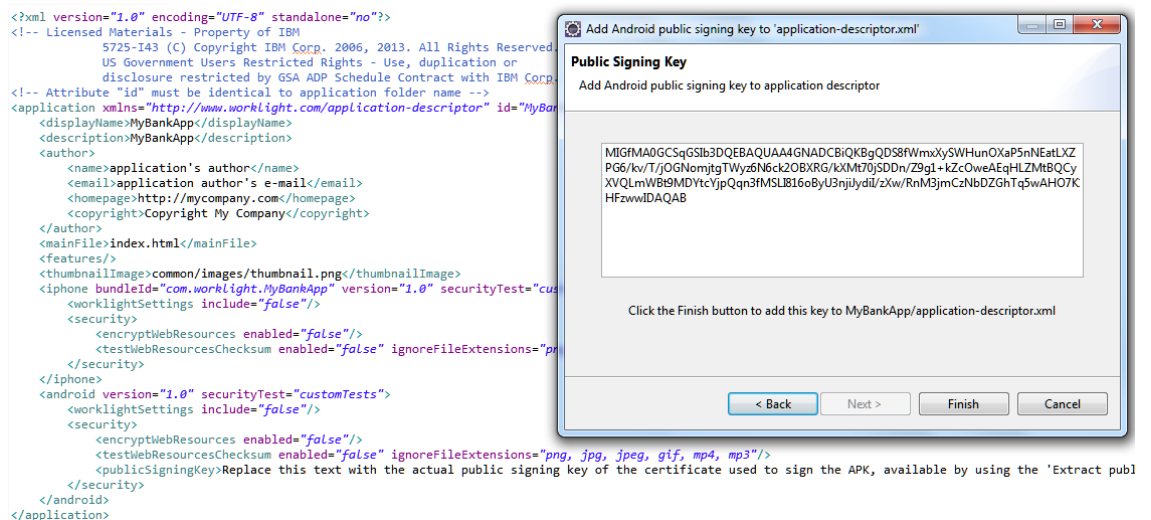 <?xml version="1.0" encoding="UTF-8" standalone="no"?>
<!-- Licensed Materials - Property of IBM
5725-I43 (C) Copyright IBM Corp. 2006, 2013. All Rights Reserved.
US Government Users Restricted Rights - Use, duplication or
disclosure restricted by GSA ADP Schedule Contract with IBM Corp.
<!-- Attribute "id" must be identical to application folder name -->
<application xmlns="http://www.worklight.com/application-descriptor" id="MyBan
<displayName>MyBankApp</displayName>
<description>MyBankApp</description>
<author>
<name>application's author</name>
<email>application author's e-mail</email>
<homepage>http://mycompany.com</homepage>
<copyright>Copyright My Company</copyright>
</author>
<mainFile>index.html</mainFile>
<features/>
<thumbnailImage>common/images/thumbnail.png</thumbnailImage>
<iphone bundleId="com.worklight.MyBankApp" version="1.0" securityTest="cus
<worklightSettings include="false"/>
<security>
<encryptWebResources enabled="false"/>
<testWebResourcesChecksum enabled="false" ignoreFileExtensions="pn
</security>
</iphone>
<android version="1.0" securityTest="customTests">
<worklightSettings include="false"/>
<security>
<encryptWebResources enabled="false"/>
<testWebResourcesChecksum enabled="false" ignoreFileExtensions="png, jpg, jpeg, gif, mp4, mp3"/>
<publicSigningKey>Replace this text with the actual public signing key of the certificate used to sign the APK, available by using the 'Extract publ
</security>
</android>
</application>
Add Android public signing key to 'application-descriptor.xml'
Public Signing Key
Add Android public signing key to application descriptor
MIGfMA0GCSqGSIb3DQEBAQUAA4GNADCBiQKBgQDS8fWmxXySWHunOXaP5nNEatLXZ
PG6/kv/T/jOGNomjtgTWyz6N6ck2OBXRG/kXMt70jSDDn/Z9g1+kZcOweAEqHLZMtBQCy
XVQLmWBt9MDYtcYjpQqn3fMSLI816oByU3njiJydiI/zXw/RnM3jmCzNbDZGhTq5wAHO7K
HFzwwIDAQAB
Click the Finish button to add this key to MyBankApp/application-descriptor.xml
< Back
Next >
Finish
Cancel